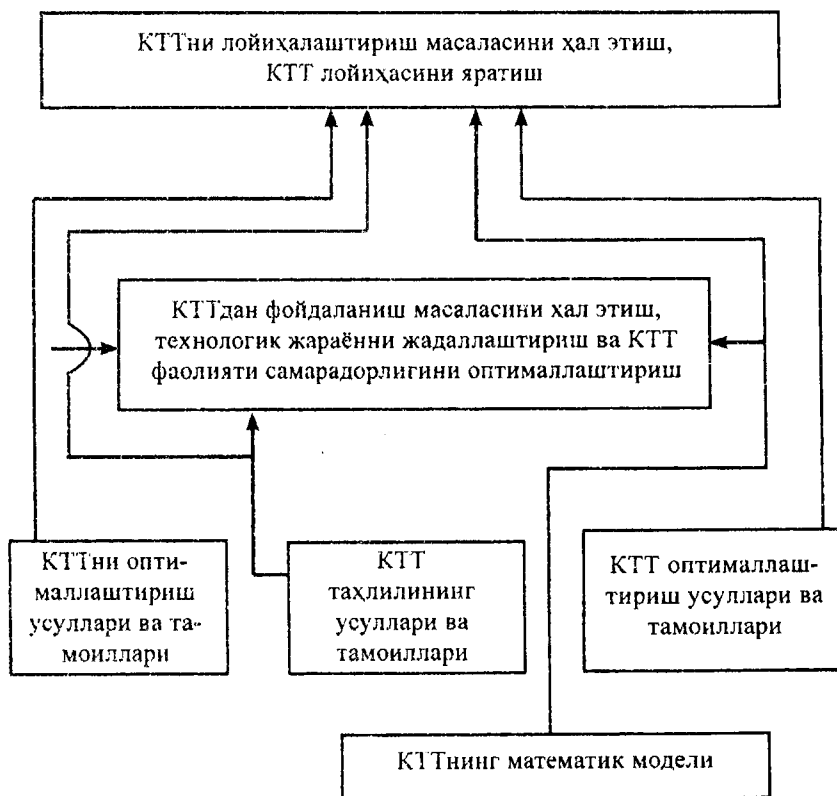 КТТни лойиҳалаштириш масаласини ҳал этиш,
КТТ лойиҳасини яратиш
КТТдан фойдаланиш масаласини ҳал этиш,
технологик жараённи жадаллаштириш ва КТТ
фаолияти самарадорлигини оптималлаштириш
КТТни опти-
маллаштириш
усуллари ва та-
моиллари
КТТ
таҳлилининг
усуллари ва
тамоиллари
КТТ оптималлаш-
тириш усуллари ва
тамоиллари
КТТнинг математик модели